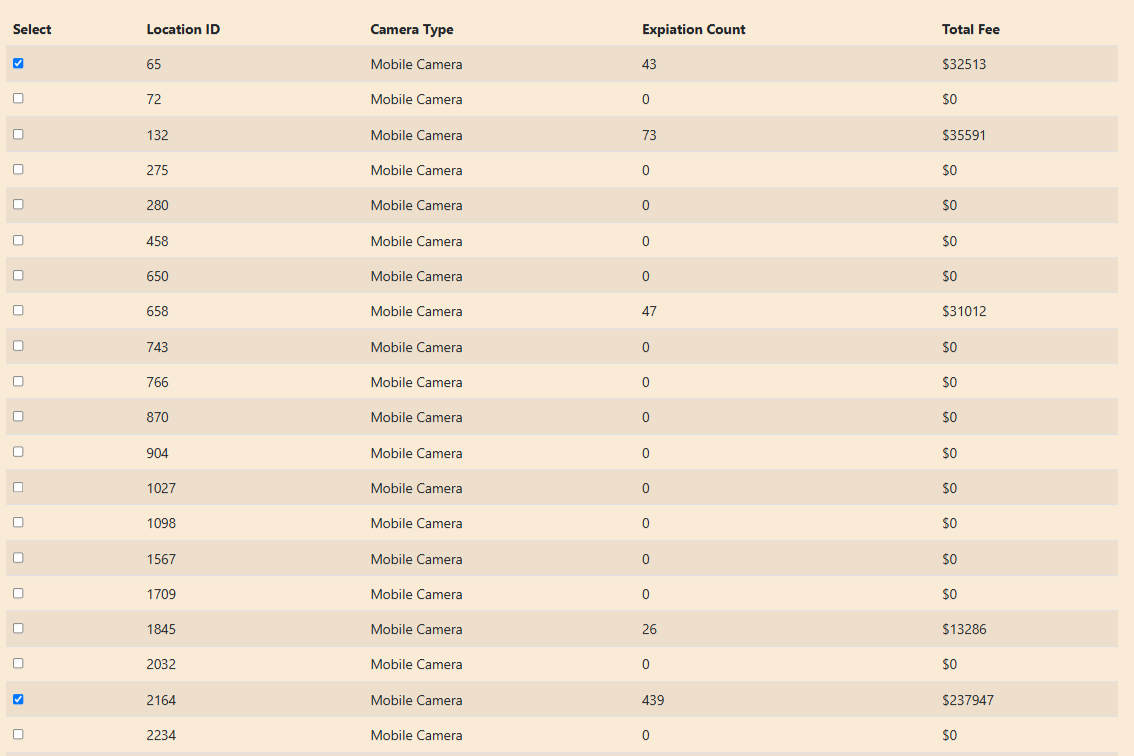 Select Location ID Camera Type Expiation Count Total Fee
65 Mobile Camera 43 $32513
72 Mobile Camera 0 $0
132 Mobile Camera 73 $35591
275 Mobile Camera 0 $0
280 Mobile Camera 0 $0
458 Mobile Camera 0 $0
650 Mobile Camera 0 $0
658 Mobile Camera 47 $31012
743 Mobile Camera 0 $0
766 Mobile Camera 0 $0
870 Mobile Camera 0 $0
904 Mobile Camera 0 $0
1027 Mobile Camera 0 $0
1098 Mobile Camera 0 $0
1567 Mobile Camera 0 $0
1709 Mobile Camera 0 $0
1845 Mobile Camera 26 $13286
2032 Mobile Camera 0 $0
2164 Mobile Camera 439 $237947
2234 Mobile Camera 0 $0